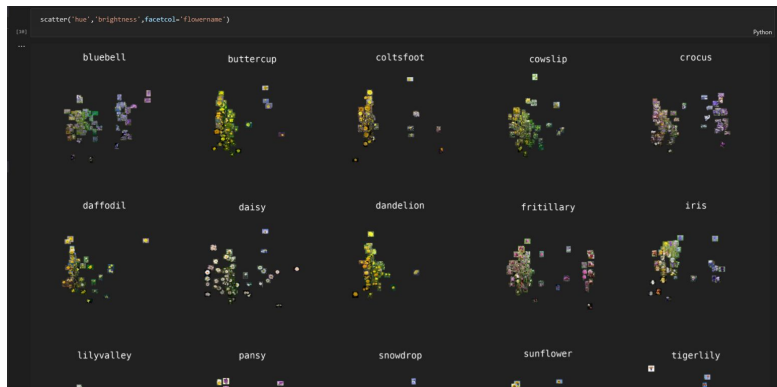 scatter('hue','brightness',facetcol='flowername')
Python
...
bluebell buttercup coltsfoot cowslip crocus
daffodil daisy dandelion fritillary iris
lilyvalley pansy snowdrop sunflower tigerlily